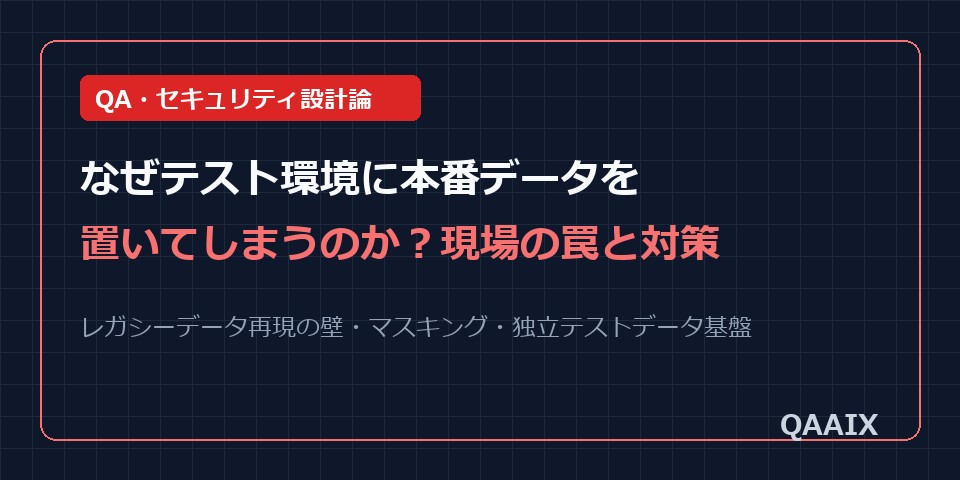 QA・セキュリティ設計論
なぜテスト環境に本番データを
置いてしまうのか？現場の罠と対策
レガシーデータ再現の壁・マスキング・独立テストデータ基盤
QAAIX